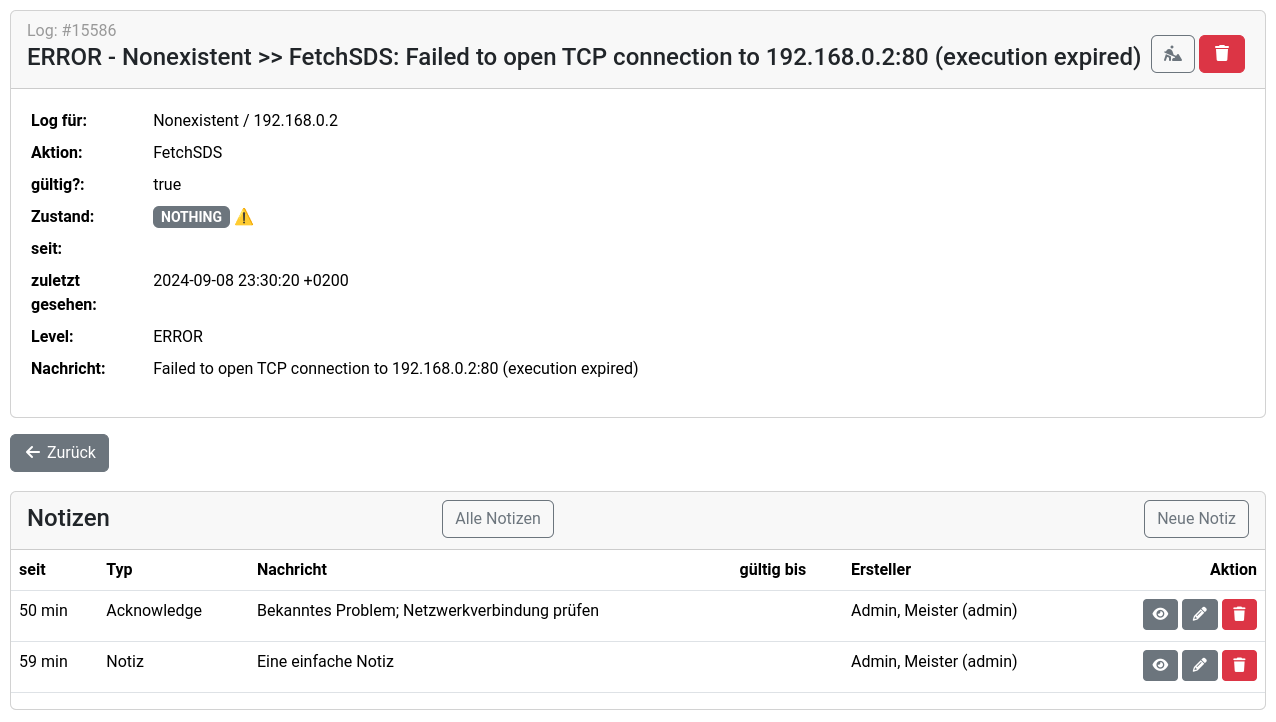 Log: #15586
ERROR - Nonexistent >> FetchSDS: Failed to open TCP connection to 192.168.0.2:80 (execution expired)
Log für: Nonexistent / 192.168.0.2
Aktion: FetchSDS
gültig?: true
Zustand: NOTHING ⚠️
seit:
zuletzt gesehen: 2024-09-08 23:30:20 +0200
Level: ERROR
Nachricht: Failed to open TCP connection to 192.168.0.2:80 (execution expired)
← Zurück
Notizen Alle Notizen Neue Notiz
seit Typ Nachricht gültig bis Ersteller Aktion
50 min Acknowledge Bekanntes Problem; Netzwerkverbindung prüfen Admin, Meister (admin)
59 min Notiz Eine einfache Notiz Admin, Meister (admin)